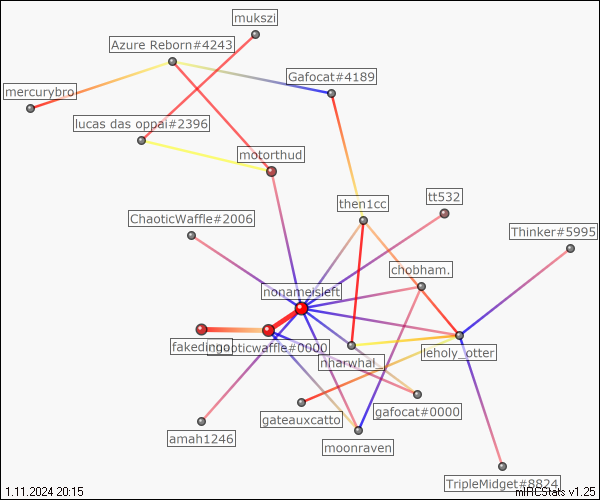 mukszi
Azure Reborn#4243
Gafocat#4189
mercurybro
lucas das oppai#2396
motorthud
tt532
then1cc
ChaoticWaffle#2006
Thinker#5995
chobham.
nonameisleft
fakedingo
chaoticwaffle#0000
nharwhal_
leholy_otter
gateauxcatto
gafocat#0000
amah1246
moonraven
TripleMidget#8824
1.11.2024 20:15
mIRCStats v1.25